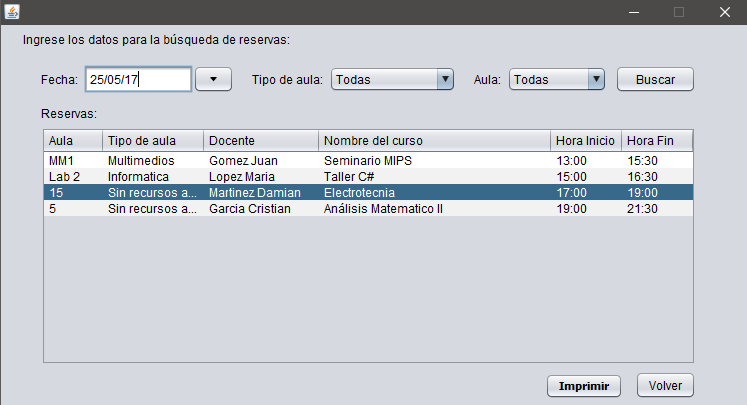 Ingrese los datos para la búsqueda de reservas:
Fecha: 25/05/17 Tipo de aula: Todas Aula: Todas Buscar
Reservas:
Aula Tipo de aula Docente Nombre del curso Hora Inicio Hora Fin
MM1 Multimedios Gomez Juan Seminario MIPS 13:00 15:30
Lab 2 Informatica Lopez Maria Taller C# 15:00 16:30
15 Sin recursos a... Martinez Damian Electrotecnia 17:00 19:00
5 Sin recursos a... Garcia Cristian Análisis Matematico II 19:00 21:30
Imprimir Volver